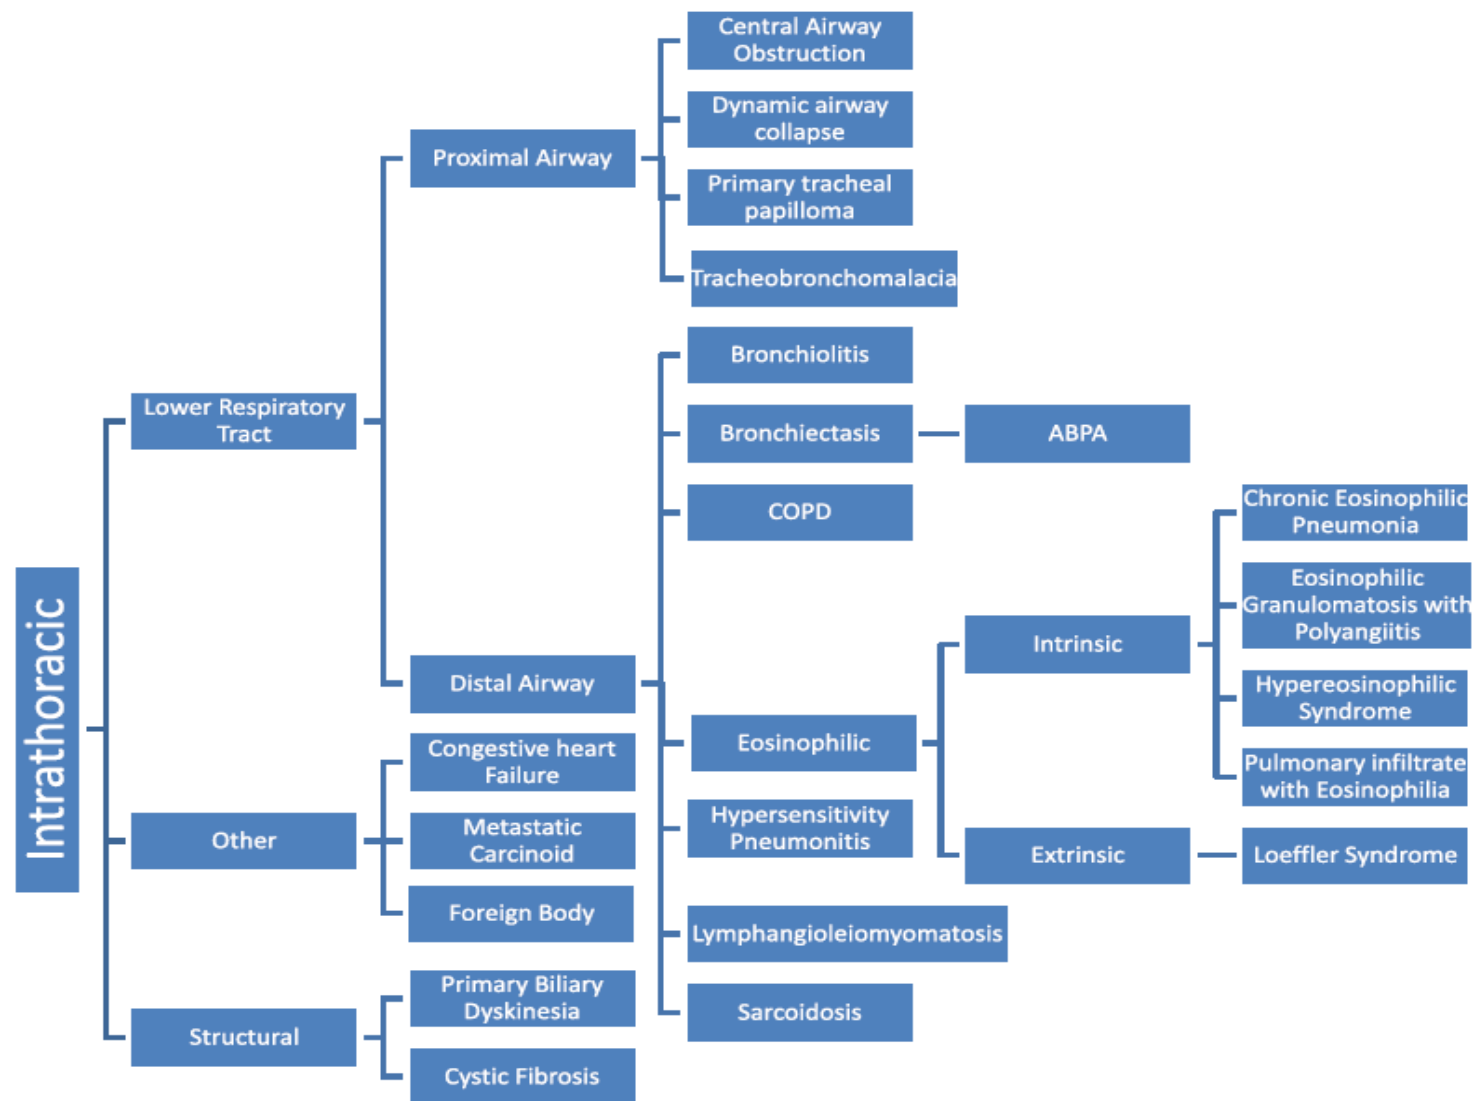 Intrathoracic
Lower Respiratory
Tract
Proximal Airway
Central Airway
Obstruction
Dynamic airway
collapse
Primary tracheal
papilloma
Tracheobronchomalacia
Distal Airway
Bronchiolitis
Bronchiectasis
ABPA
COPD
Eosinophilic
Intrinsic
Chronic Eosinophilic
Pneumonia
Eosinophilic
Granulomatosis with
Polyangiitis
Hypereosinophilic
Syndrome
Pulmonary infiltrate
with Eosinophilia
Extrinsic
Loeffler Syndrome
Hypersensitivity
Pneumonitis
Lymphangioleiomyomatosis
Sarcoidosis
Other
Congestive heart
Failure
Metastatic
Carcinoid
Foreign Body
Structural
Primary Biliary
Dyskinesia
Cystic Fibrosis